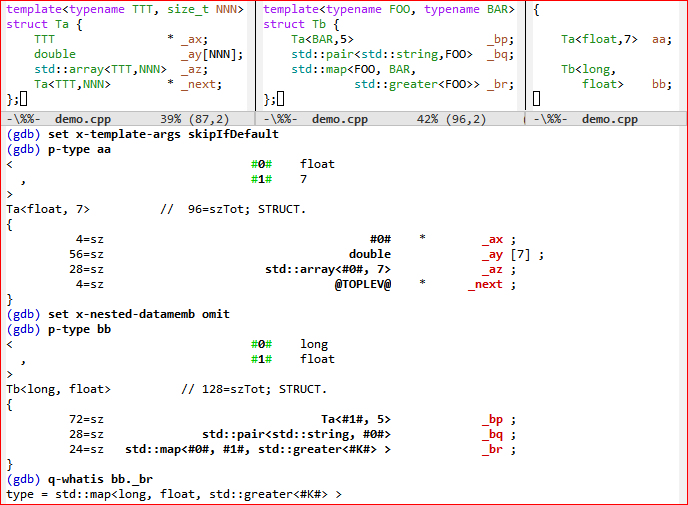 template<typename TTT, size_t NNN>
struct Ta {
    TTT              * _ax;
    double             _ay[NNN];
    std::array<TTT,NNN>  * _az;
    Ta<TTT,NNN>      * _next;
};
-\%%-  demo.cpp       39% (87,2)
template<typename FOO, typename BAR>
struct Tb {
    Ta<BAR,5>                   _bp;
    std::pair<std::string,FOO>  _bq;
    std::map<FOO, BAR,
             std::greater<FOO>> _br;
};
-\%%-  demo.cpp       42% (96,2)
{
    Ta<float,7>  aa;
    Tb<long,
       float>    bb;
}
-\%%-  demo.cpp
(gdb) set x-template-args skipIfDefault
(gdb) p-type aa
<                                  #0#    float
  ,                                #1#    7
>
Ta<float, 7>          //  96=szTot; STRUCT.
{
          4=sz                                     #0#    *        _ax ;
         56=sz                                  double             _ay [7] ;
         28=sz                      std::array<#0#, 7>             _az ;
          4=sz                                @TOPLEV@    *      _next ;
}
(gdb) set x-nested-datamemb omit
(gdb) p-type bb
<                                  #0#    long
  ,                                #1#    float
>
Tb<long, float>          // 128=szTot; STRUCT.
{
         72=sz                              Ta<#1#, 5>             _bp ;
         28=sz             std::pair<std::string, #0#>             _bq ;
         24=sz   std::map<#0#, #1#, std::greater<#K#> >            _br ;
}
(gdb) q-whatis bb._br
type = std::map<long, float, std::greater<#K#> >